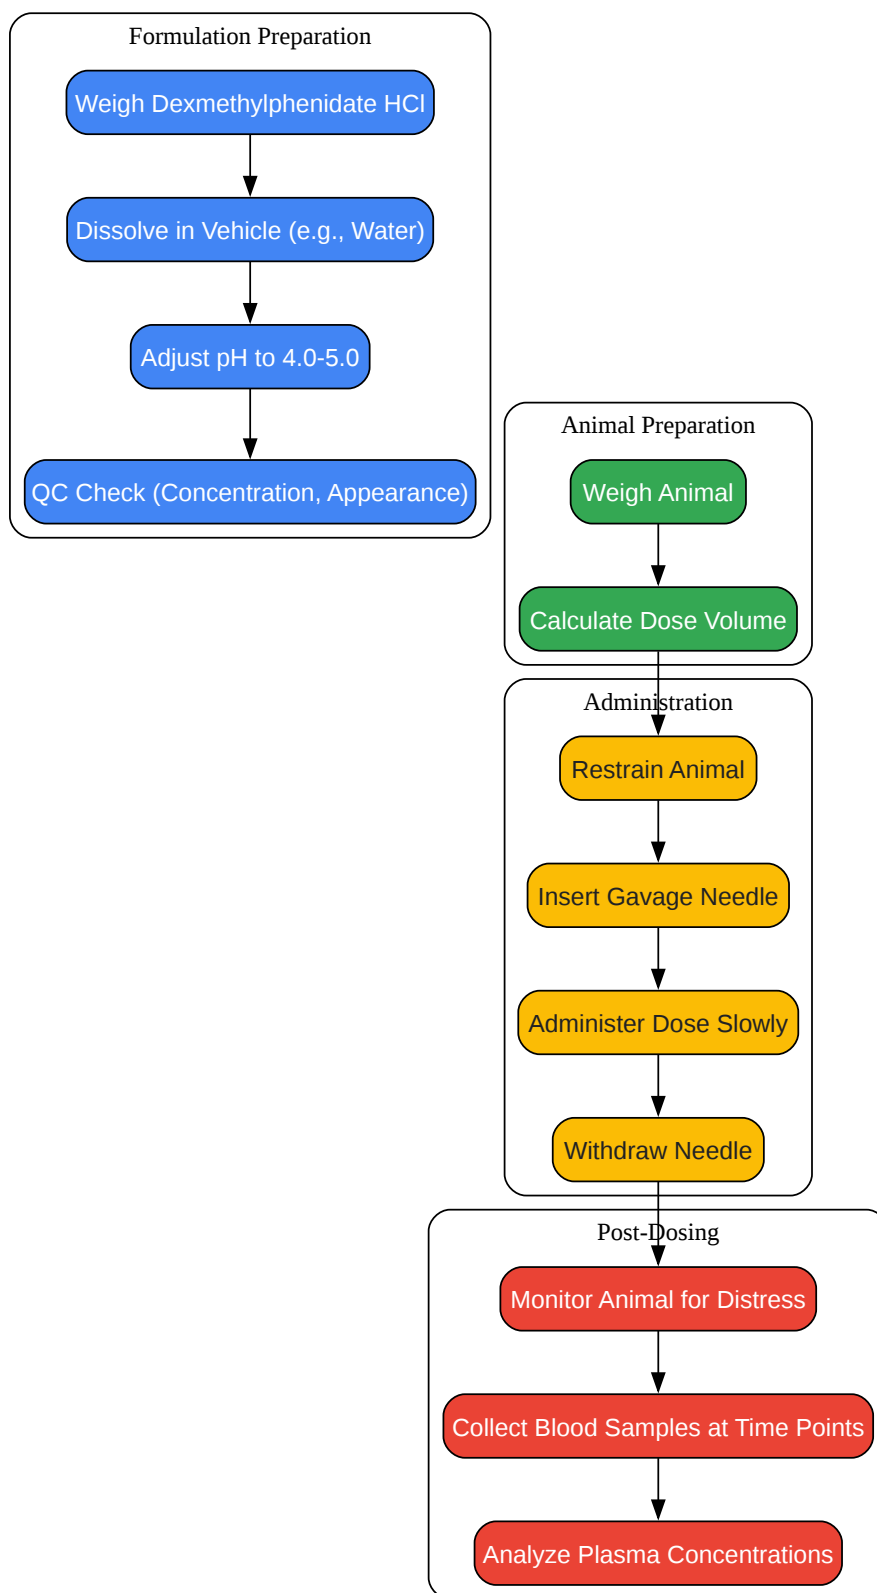 Formulation Preparation
Weigh Dexmethylphenidate HCl
Dissolve in Vehicle (e.g., Water)
Adjust pH to 4.0-5.0
QC Check (Concentration, Appearance)
Animal Preparation
Weigh Animal
Calculate Dose Volume
Administration
Restrain Animal
Insert Gavage Needle
Administer Dose Slowly
Withdraw Needle
Post-Dosing
Monitor Animal for Distress
Collect Blood Samples at Time Points
Analyze Plasma Concentrations